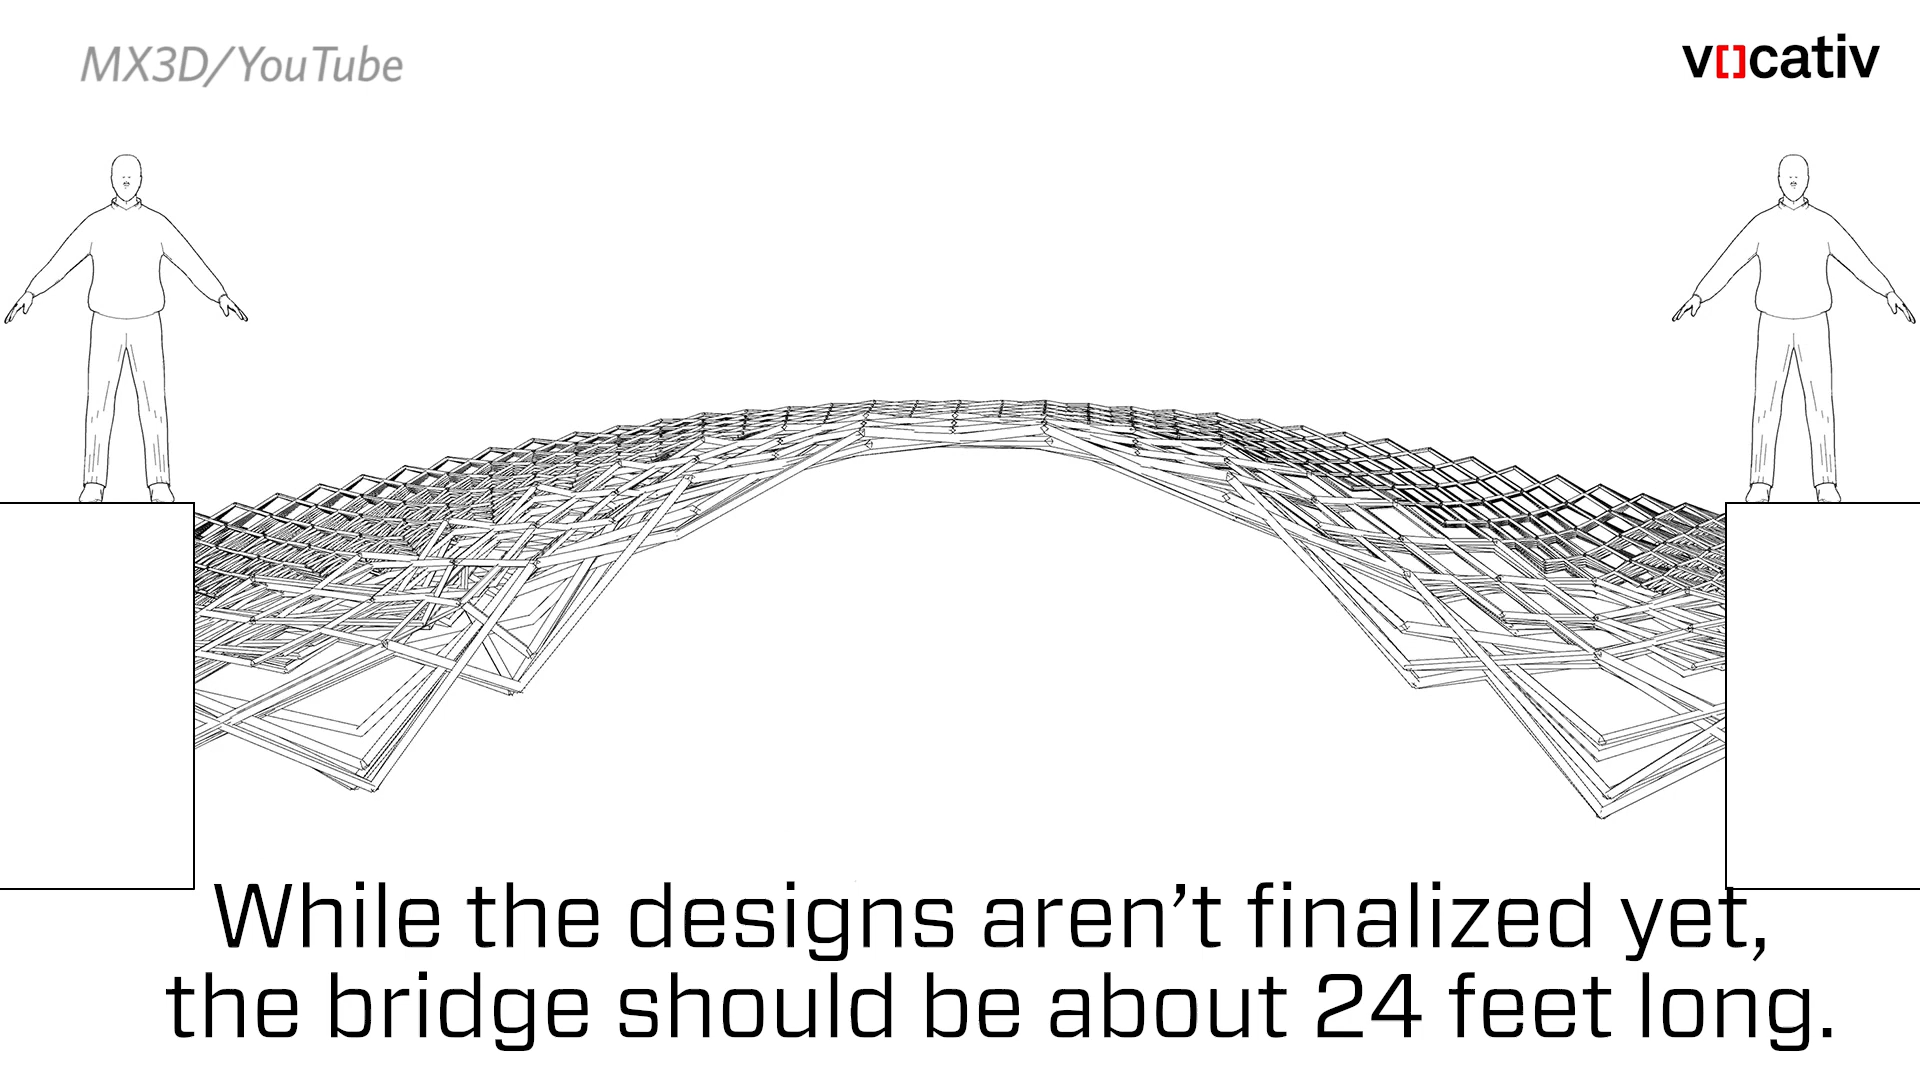 MX3D/YouTube
v[]cativ
While the designs aren't finalized yet,
the bridge should be about 24 feet long.